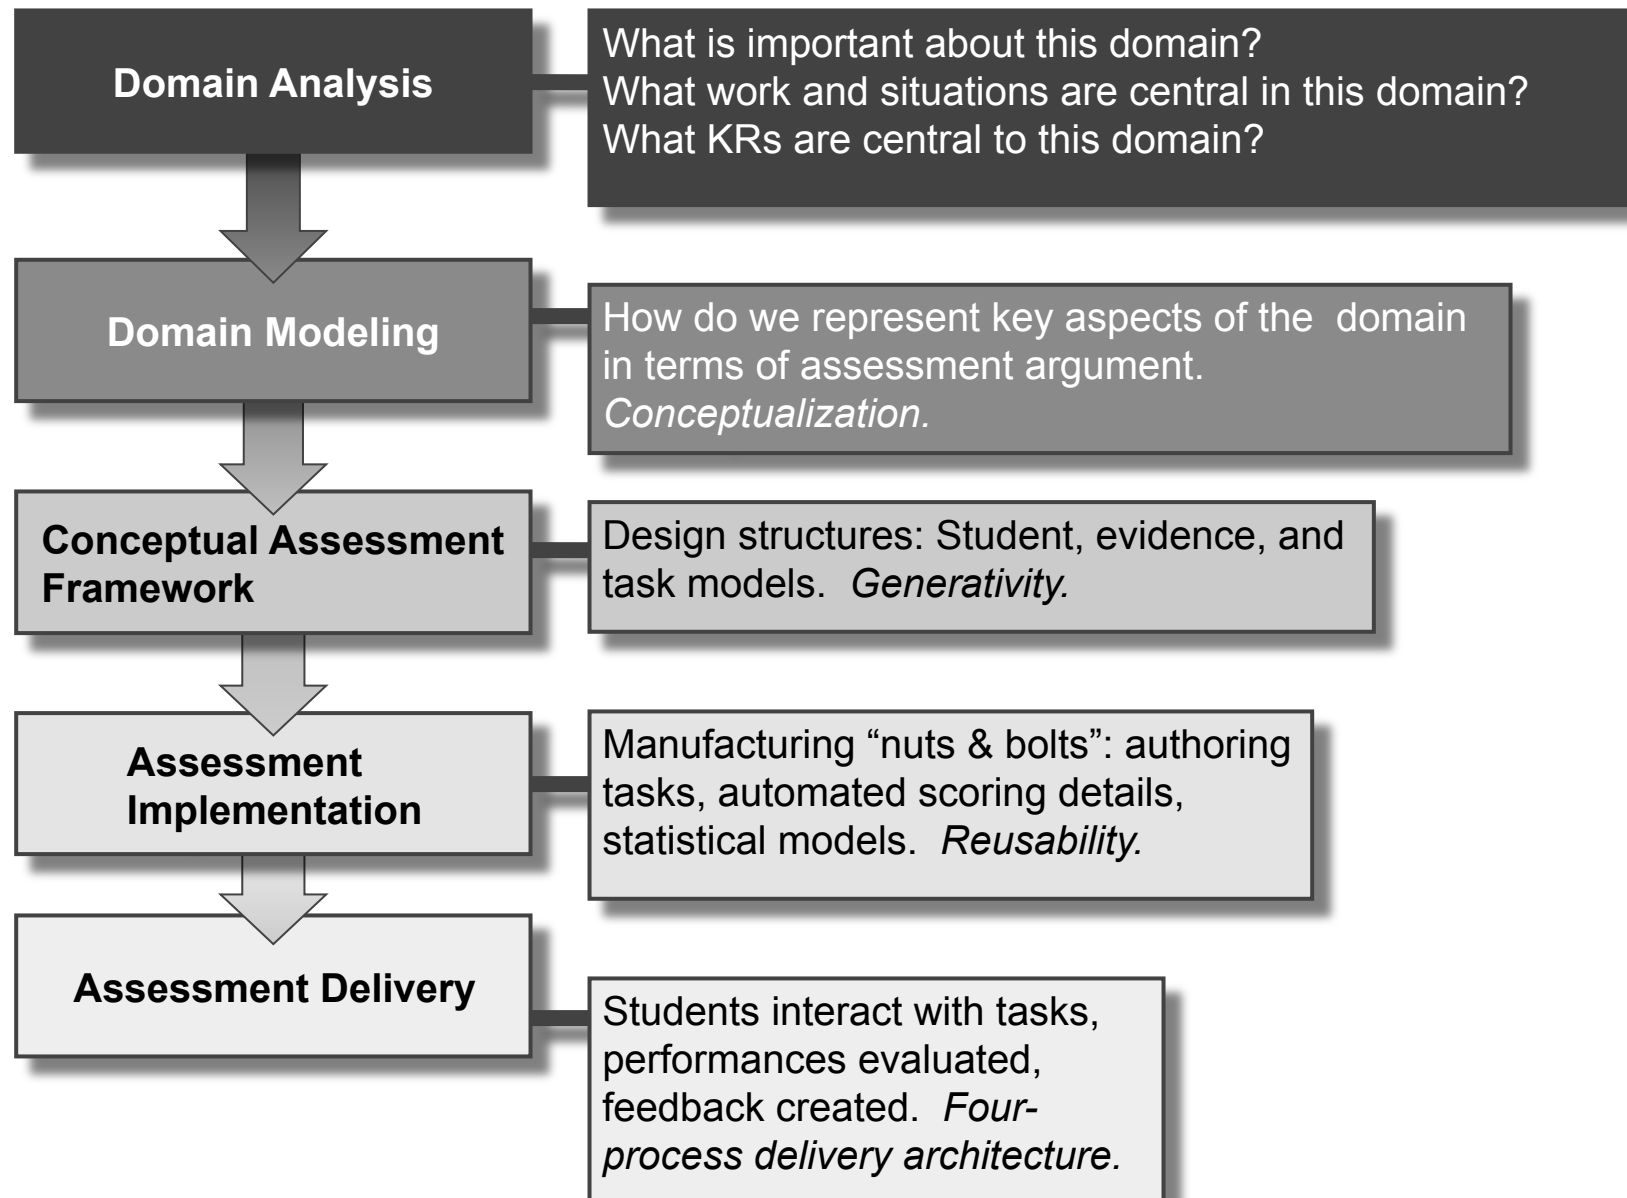 Domain Analysis
What is important about this domain?
What work and situations are central in this domain?
What KRs are central to this domain?
Domain Modeling
How do we represent key aspects of the domain
in terms of assessment argument.
Conceptualization.
Conceptual Assessment
Framework
Design structures: Student, evidence, and
task models. Generativity.
Assessment
Implementation
Manufacturing “nuts & bolts”: authoring
tasks, automated scoring details,
statistical models. Reusability.
Assessment Delivery
Students interact with tasks,
performances evaluated,
feedback created. Four-
process delivery architecture.